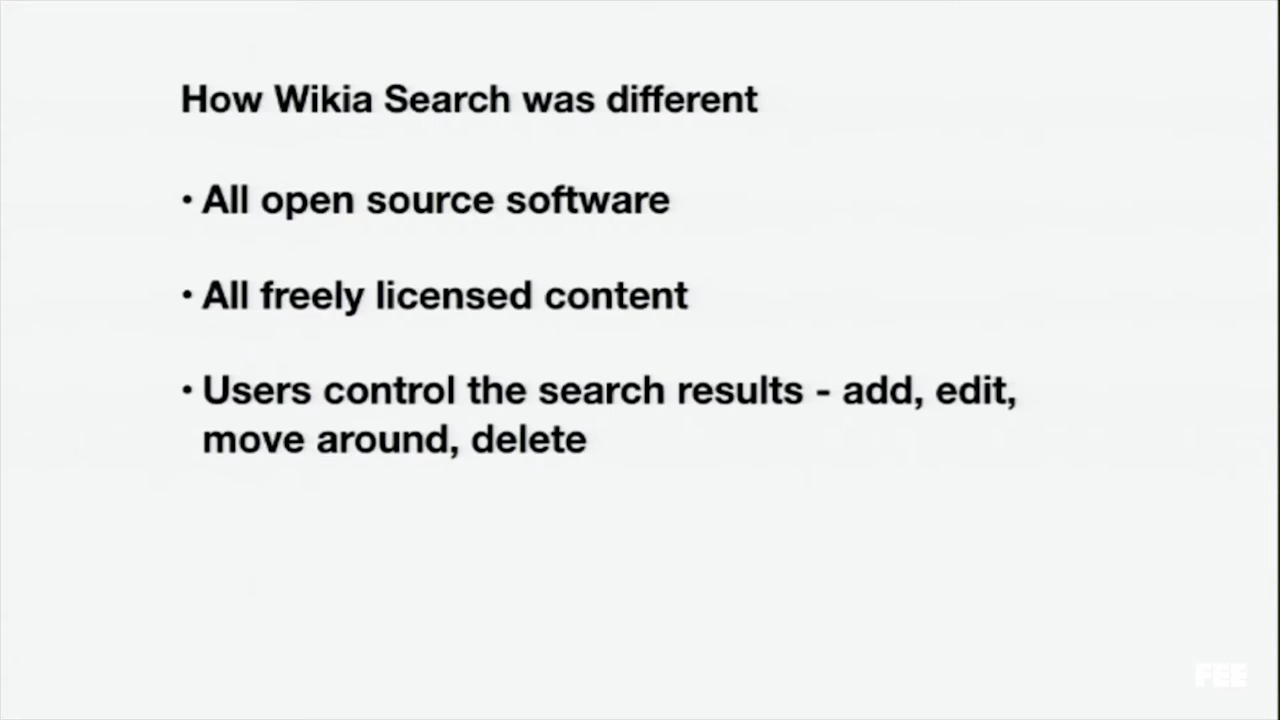 How Wikia Search was different
• All open source software
• All freely licensed content
• Users control the search results - add, edit,
move around, delete
FEE